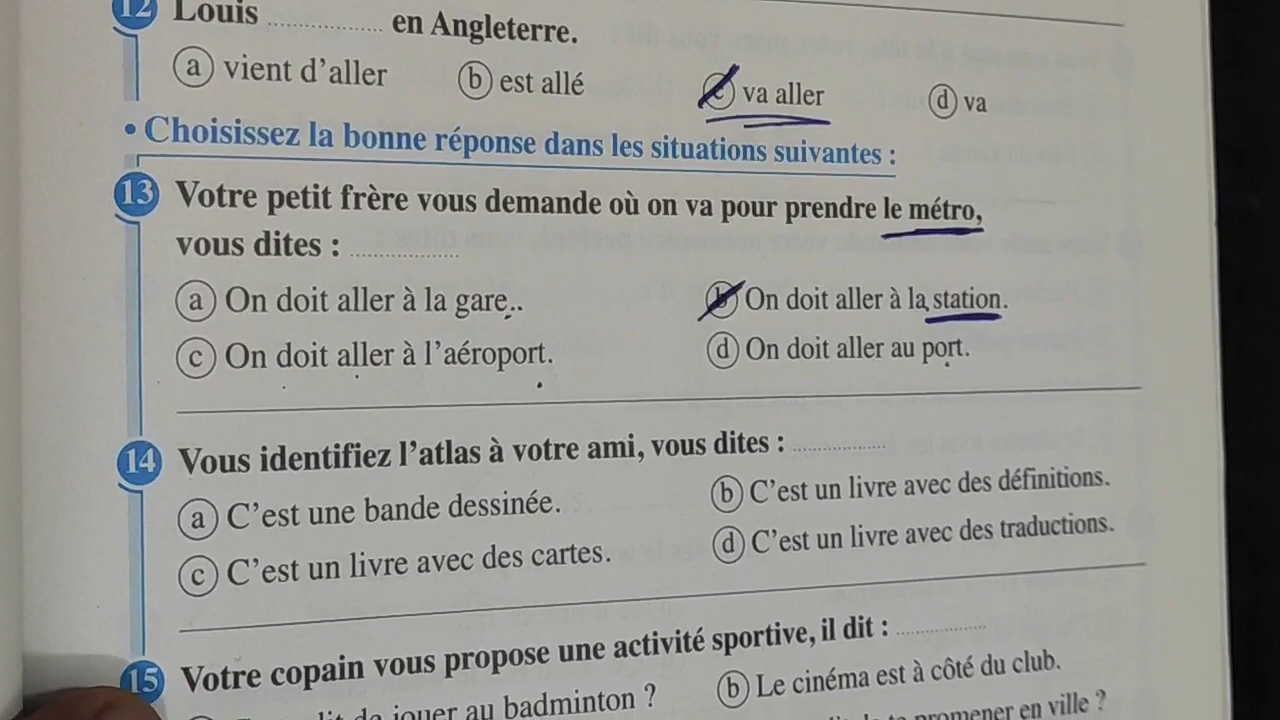 12 Louis .................. en Angleterre.
a vient d'aller b est allé c va aller d va
• Choisissez la bonne réponse dans les situations suivantes :
13 Votre petit frère vous demande où on va pour prendre le métro,
vous dites : .................
a On doit aller à la gare.. b On doit aller à la station.
c On doit aller à l'aéroport. d On doit aller au port.
14 Vous identifiez l'atlas à votre ami, vous dites : ...............
a C'est une bande dessinée. b C'est un livre avec des définitions.
c C'est un livre avec des cartes. d C'est un livre avec des traductions.
15 Votre copain vous propose une activité sportive, il dit : ...............
de jouer au badminton ? b Le cinéma est à côté du club.
te promener en ville ?